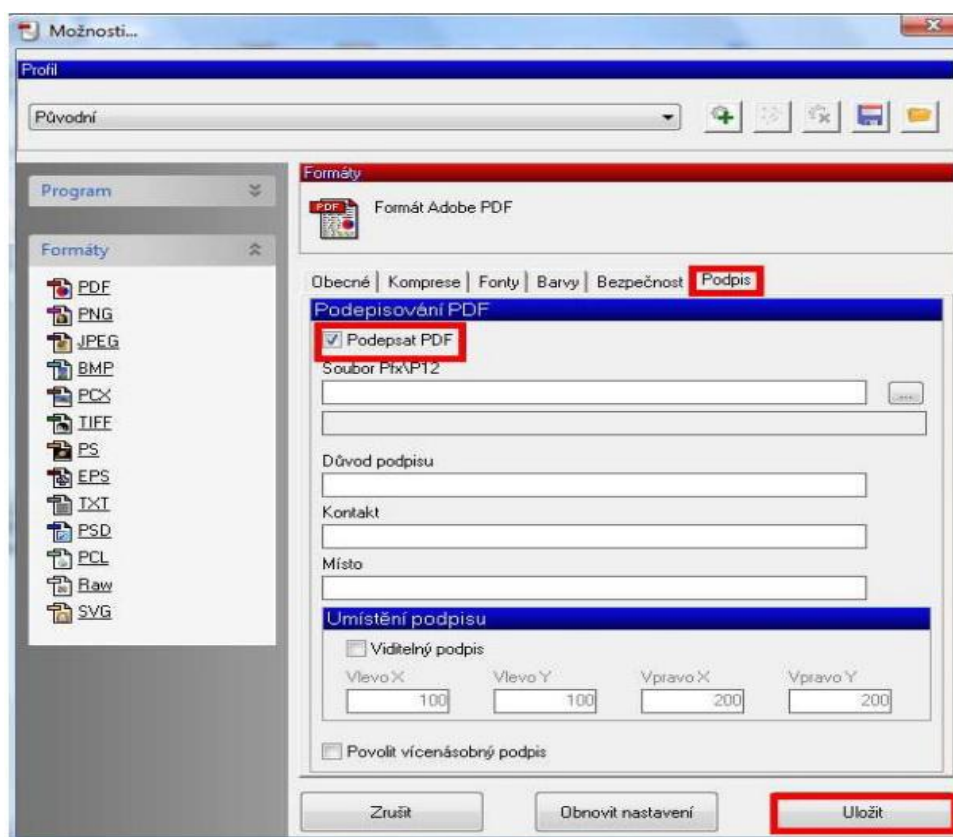 Možnosti...
Profil
Původní
Program
Formáty
PDF
PNG
JPEG
BMP
PCX
TIFF
PS
EPS
TXT
PSD
PCL
Raw
SVG
Formáty
PDF
Formát Adobe PDF
Obecné Komprese Fonty Barvy Bezpečnost Podpis
Podepisování PDF
Podepsat PDF
Soubor Pfx\P12
...
Důvod podpisu
Kontakt
Místo
Umístění podpisu
Viditelný podpis
Vlevo X Vlevo Y Vpravo X Vpravo Y
100 100 200 200
Povolit vícenásobný podpis
Zrušit Obnovit nastavení Uložit